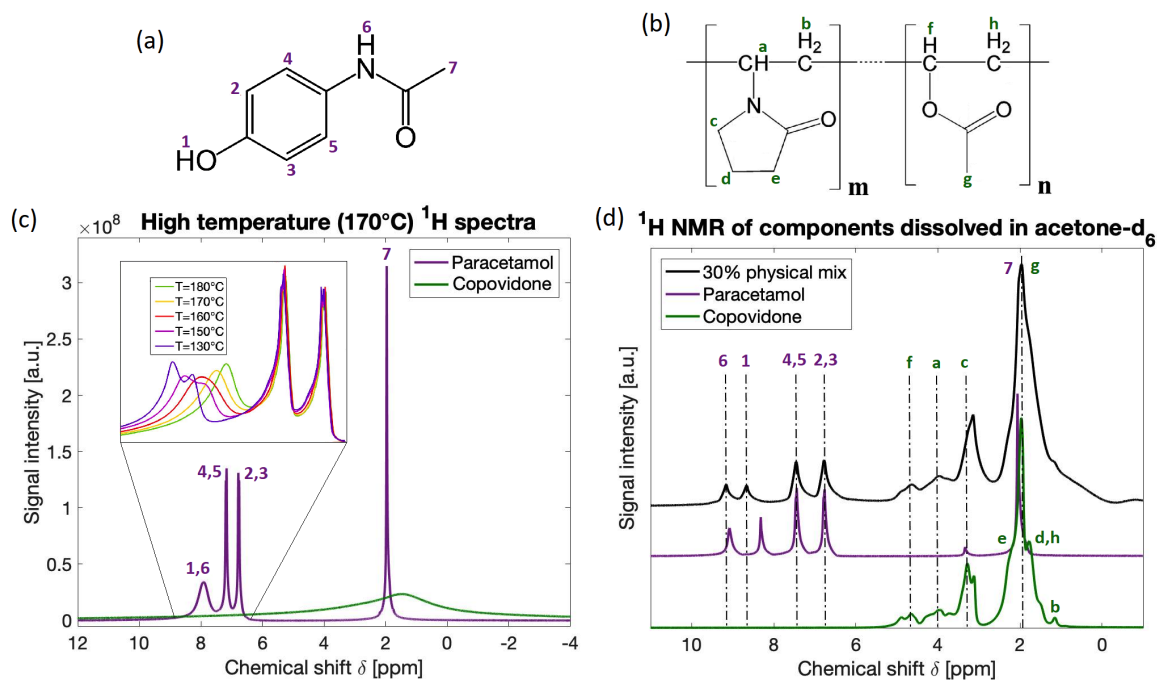 (a)
6
H
N
4
7
2
O
1
HO
5
3
(b)
b
f
h
a
H
H2
H2
CH
C
C
C
N
O
O
O
c
d
e
g
m
n
(c)
High temperature (170°C) ¹H spectra
×10⁸
7
Paracetamol
Copovidone
T=180°C
T=170°C
T=160°C
T=150°C
T=130°C
4,5
2,3
1,6
3
2.5
2
1.5
1
0.5
0
Signal intensity [a.u.]
12 10 8 6 4 2 0 -2 -4
Chemical shift δ [ppm]
(d)
¹H NMR of components dissolved in acetone-d₆
30% physical mix
Paracetamol
Copovidone
7 g
6 1 4,5 2,3 f a c
e d,h
b
Signal intensity [a.u.]
10 8 6 4 2 0
Chemical shift δ [ppm]